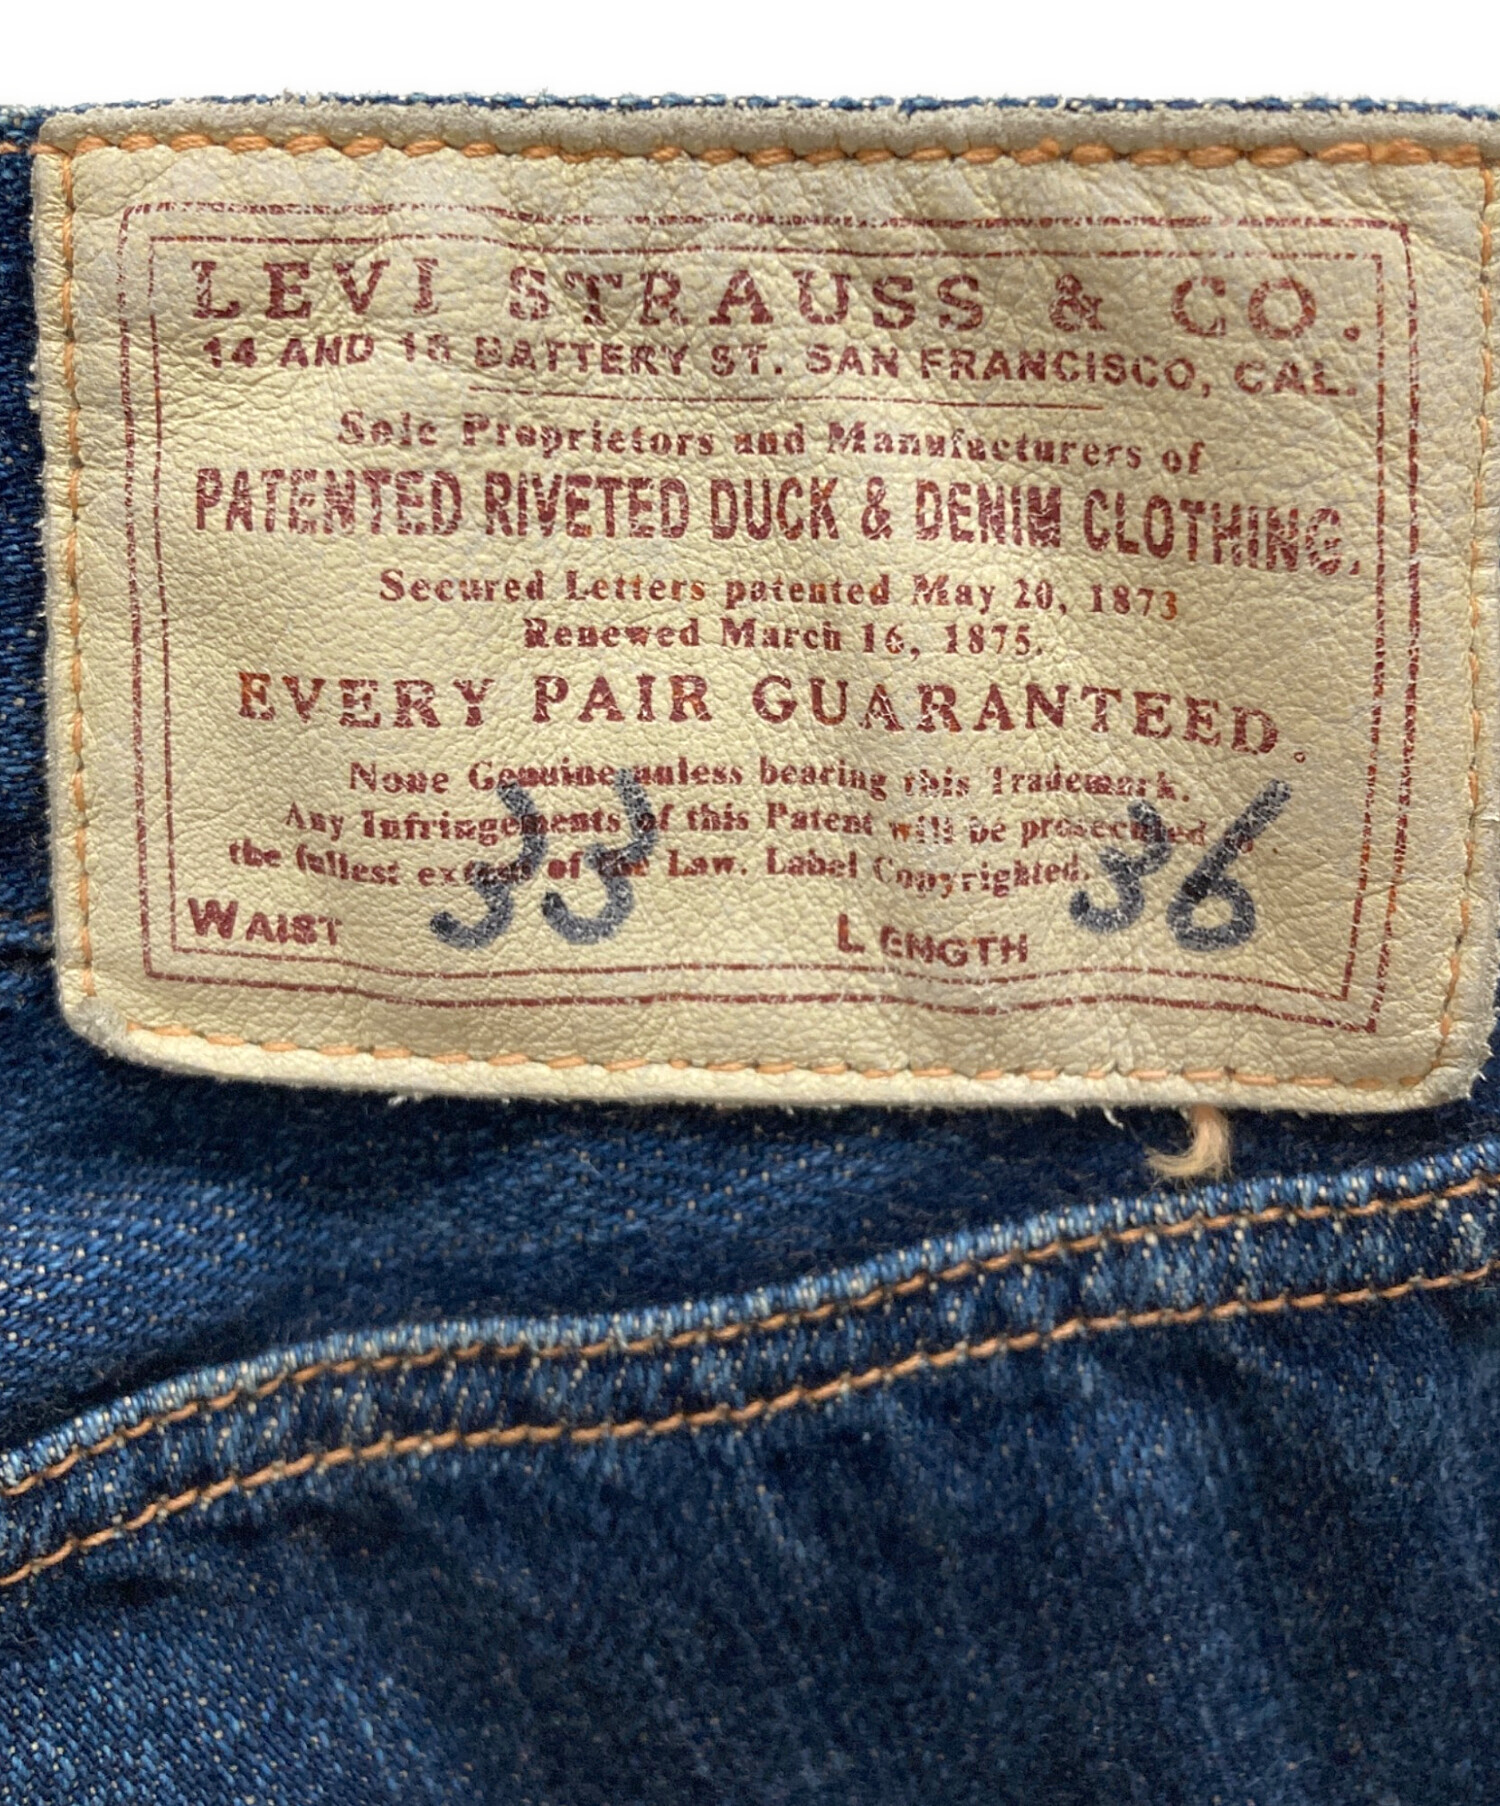 LEVI STRAUSS & CO.
14 AND 16 BATTERY ST. SAN FRANCISCO, CAL.
Sole Proprietors and Manufacturers of
PATENTED RIVETED DUCK & DENIM CLOTHING.
Secured Letters patented May 20, 1873
Renewed March 16, 1875.
EVERY PAIR GUARANTEED.
None Genuine unless bearing this Trademark.
Any Infringements of this Patent will be prosecuted
the fullest extent of the Law. Label Copyrighted.
WAIST 33 LENGTH 36